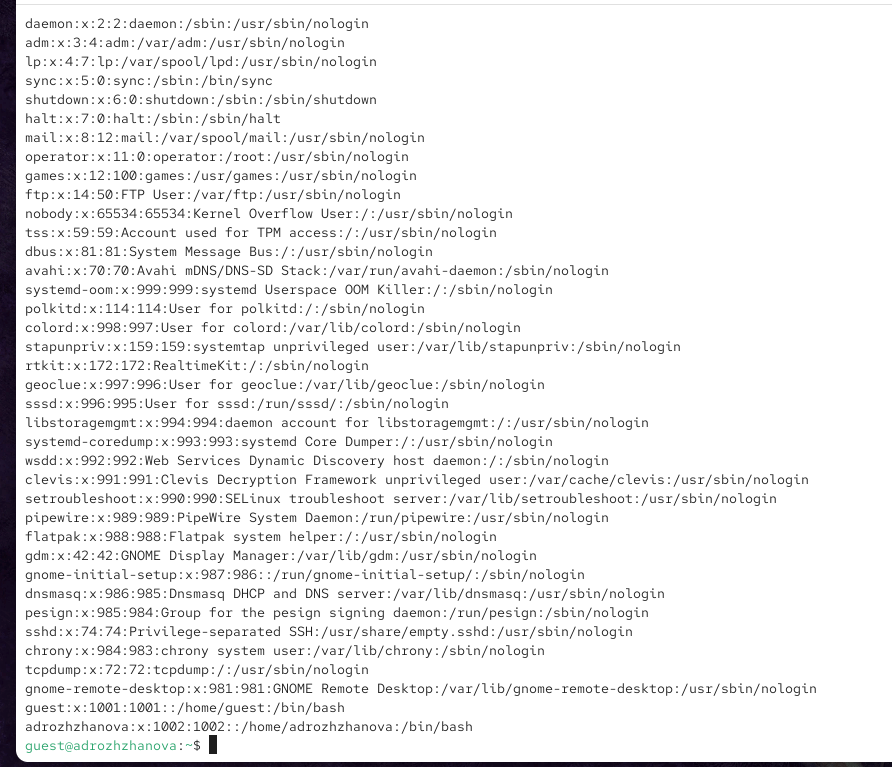 daemon:x:2:2:daemon:/sbin:/usr/sbin/nologin
adm:x:3:4:adm:/var/adm:/usr/sbin/nologin
lp:x:4:7:lp:/var/spool/lpd:/usr/sbin/nologin
sync:x:5:0:sync:/sbin:/bin/sync
shutdown:x:6:0:shutdown:/sbin:/sbin/shutdown
halt:x:7:0:halt:/sbin:/sbin/halt
mail:x:8:12:mail:/var/spool/mail:/usr/sbin/nologin
operator:x:11:0:operator:/root:/usr/sbin/nologin
games:x:12:100:games:/usr/games:/usr/sbin/nologin
ftp:x:14:50:FTP User:/var/ftp:/usr/sbin/nologin
nobody:x:65534:65534:Kernel Overflow User:/:/usr/sbin/nologin
tss:x:59:59:Account used for TPM access:/:/usr/sbin/nologin
dbus:x:81:81:System Message Bus:/:/usr/sbin/nologin
avahi:x:70:70:Avahi mDNS/DNS-SD Stack:/var/run/avahi-daemon:/sbin/nologin
systemd-oom:x:999:999:systemd Userspace OOM Killer:/:/sbin/nologin
polkitd:x:114:114:User for polkitd:/:/sbin/nologin
colord:x:998:997:User for colord:/var/lib/colord:/sbin/nologin
stapunpriv:x:159:159:systemtap unprivileged user:/var/lib/stapunpriv:/sbin/nologin
rtkit:x:172:172:RealtimeKit:/:/sbin/nologin
geoclue:x:997:996:User for geoclue:/var/lib/geoclue:/sbin/nologin
sssd:x:996:995:User for sssd:/run/sssd/:/sbin/nologin
libstoragemgmt:x:994:994:daemon account for libstoragemgmt:/:/usr/sbin/nologin
systemd-coredump:x:993:993:systemd Core Dumper:/:/usr/sbin/nologin
wsdd:x:992:992:Web Services Dynamic Discovery host daemon:/:/sbin/nologin
clevis:x:991:991:Clevis Decryption Framework unprivileged user:/var/cache/clevis:/usr/sbin/nologin
setroubleshoot:x:990:990:SELinux troubleshoot server:/var/lib/setroubleshoot:/usr/sbin/nologin
pipewire:x:989:989:PipeWire System Daemon:/run/pipewire:/usr/sbin/nologin
flatpak:x:988:988:Flatpak system helper:/:/usr/sbin/nologin
gdm:x:42:42:GNOME Display Manager:/var/lib/gdm:/usr/sbin/nologin
gnome-initial-setup:x:987:986::/run/gnome-initial-setup/:/sbin/nologin
dnsmasq:x:986:985:Dnsmasq DHCP and DNS server:/var/lib/dnsmasq:/usr/sbin/nologin
pesign:x:985:984:Group for the pesign signing daemon:/run/pesign:/sbin/nologin
sshd:x:74:74:Privilege-separated SSH:/usr/share/empty.sshd:/usr/sbin/nologin
chrony:x:984:983:chrony system user:/var/lib/chrony:/sbin/nologin
tcpdump:x:72:72:tcpdump:/:/usr/sbin/nologin
gnome-remote-desktop:x:981:981:GNOME Remote Desktop:/var/lib/gnome-remote-desktop:/usr/sbin/nologin
guest:x:1001:1001::/home/guest:/bin/bash
adrozhzhanova:x:1002:1002::/home/adrozhzhanova:/bin/bash
guest@adrozhzhanova:~$